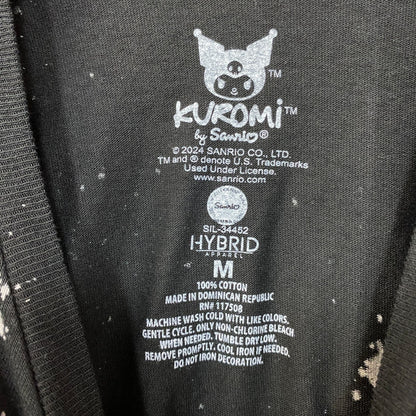 TM
KUROMi™
by Sanrio®
© 2024 SANRIO CO., LTD.
TM and ® denote U.S. Trademarks
Used Under License.
www.sanrio.com
Sanrio
SIL-34452
HYBRID
APPAREL
M
100% COTTON
MADE IN DOMINICAN REPUBLIC
RN# 117508
MACHINE WASH COLD WITH LIKE COLORS.
GENTLE CYCLE. ONLY NON-CHLORINE BLEACH
WHEN NEEDED. TUMBLE DRY LOW.
REMOVE PROMPTLY. COOL IRON IF NEEDED.
DO NOT IRON DECORATION.